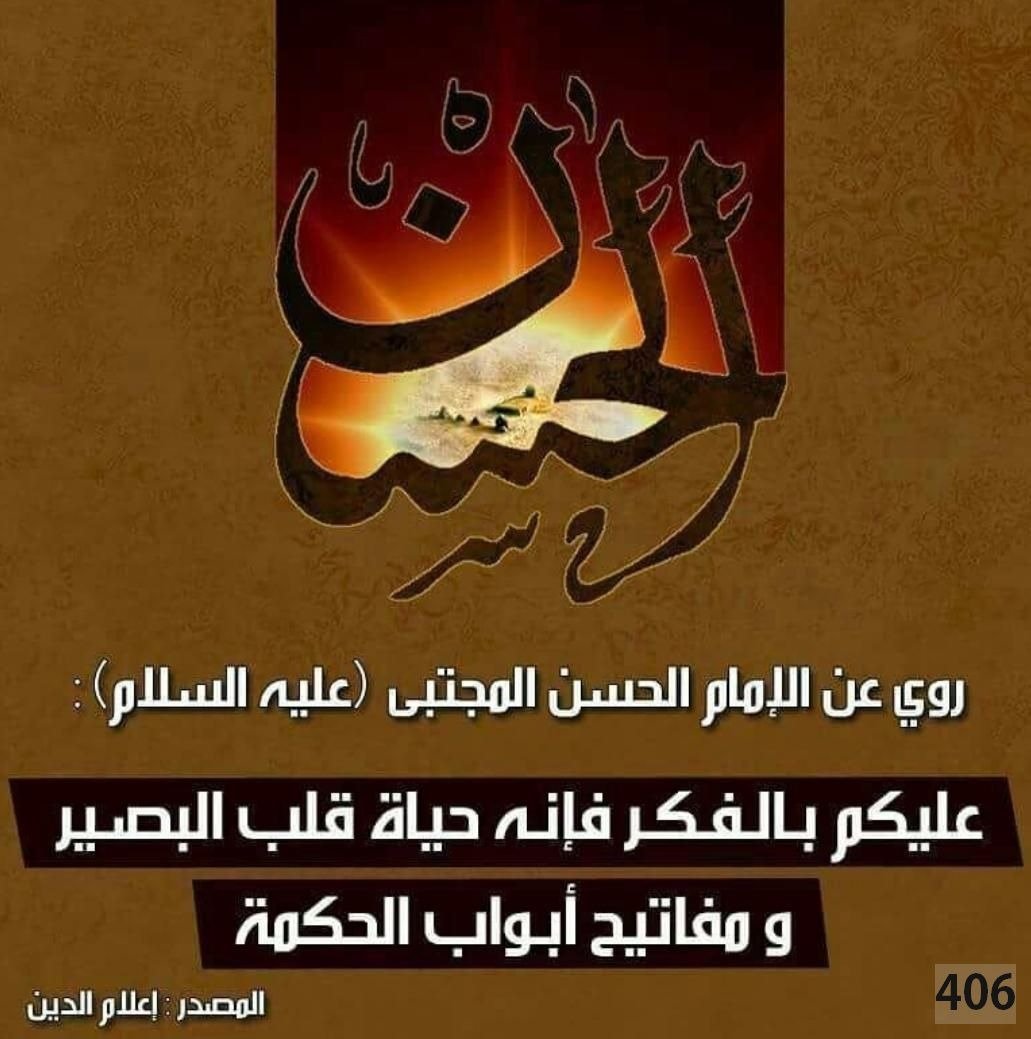 الحسن
روي عن الإمام الحسن المجتبى (عليه السلام) :
عليكم بالفكر فإنه حياة قلب البصير
و مفاتيح أبواب الحكمة
المصدر : إعلام الدين
406